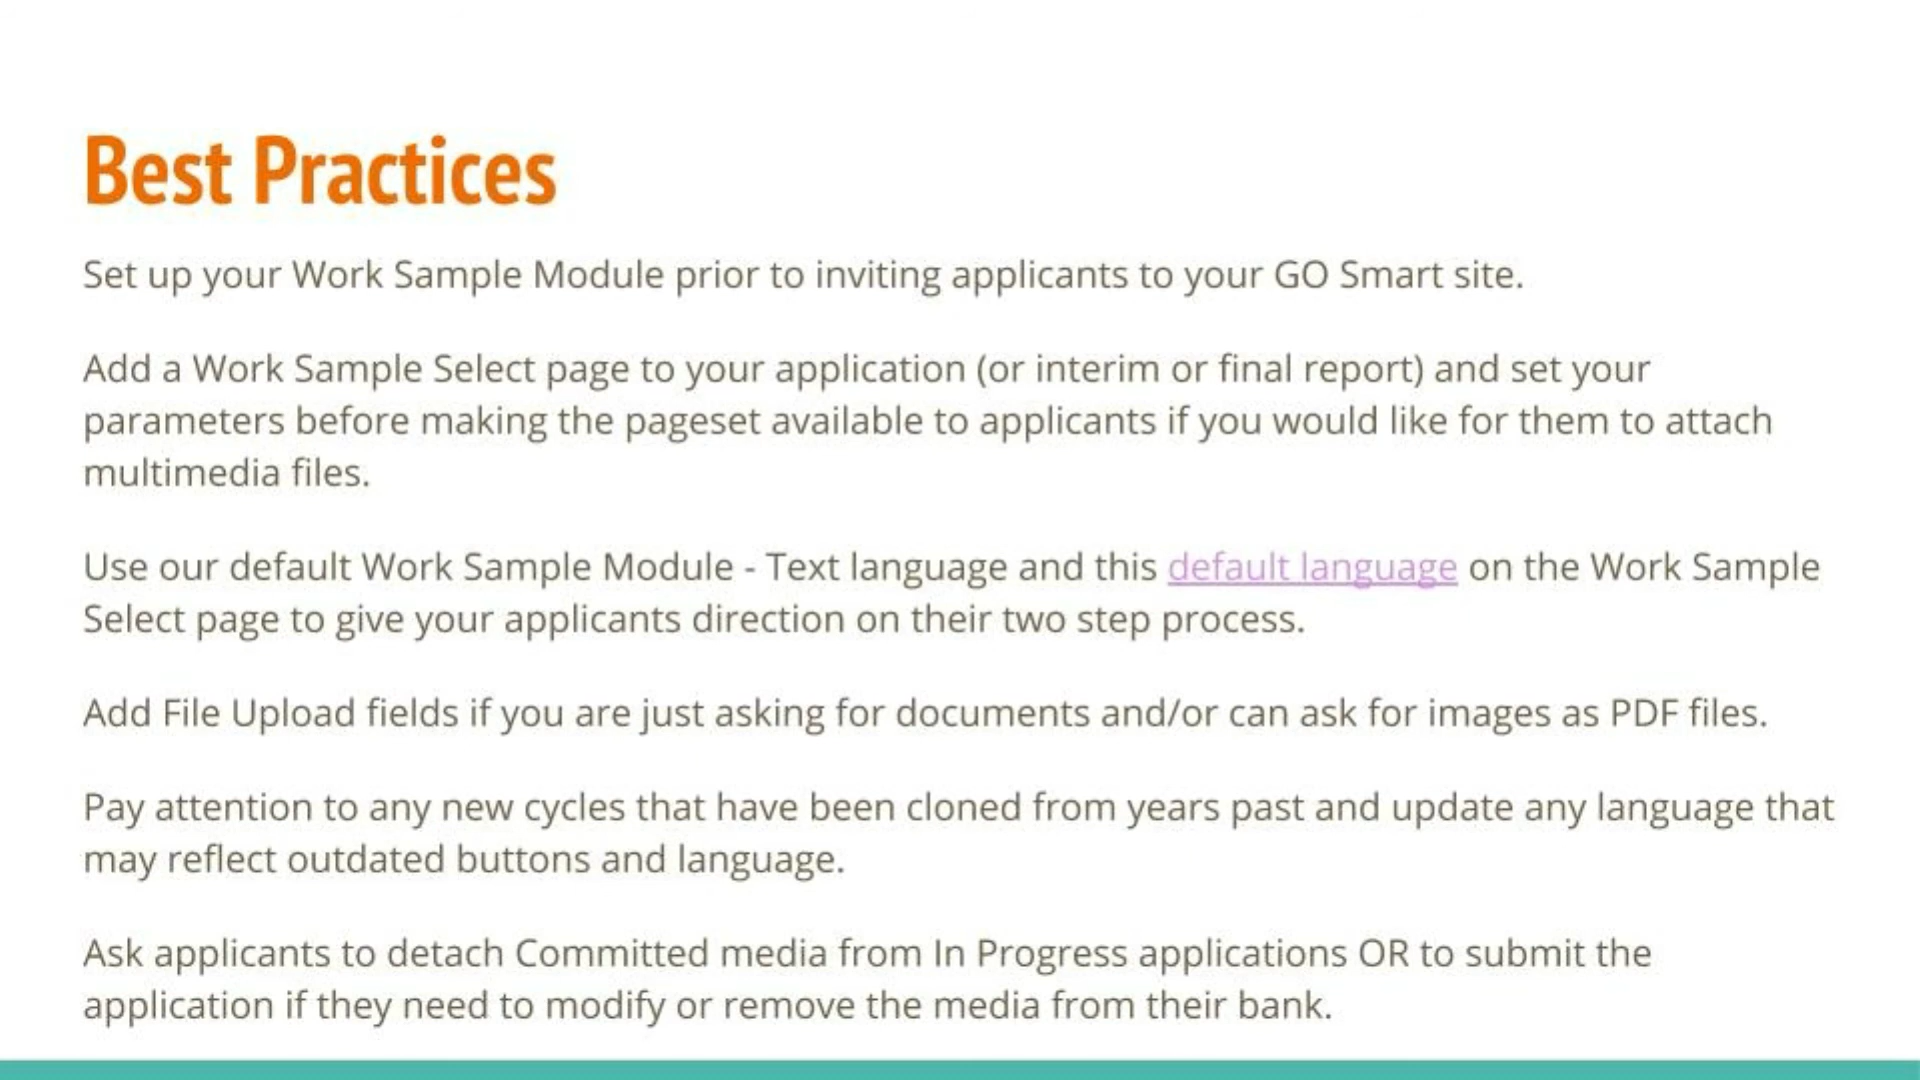 Best Practices
Set up your Work Sample Module prior to inviting applicants to your GO Smart site.
Add a Work Sample Select page to your application (or interim or final report) and set your
parameters before making the pageset available to applicants if you would like for them to attach
multimedia files.
Use our default Work Sample Module - Text language and this default language on the Work Sample
Select page to give your applicants direction on their two step process.
Add File Upload fields if you are just asking for documents and/or can ask for images as PDF files.
Pay attention to any new cycles that have been cloned from years past and update any language that
may reflect outdated buttons and language.
Ask applicants to detach Committed media from In Progress applications OR to submit the
application if they need to modify or remove the media from their bank.